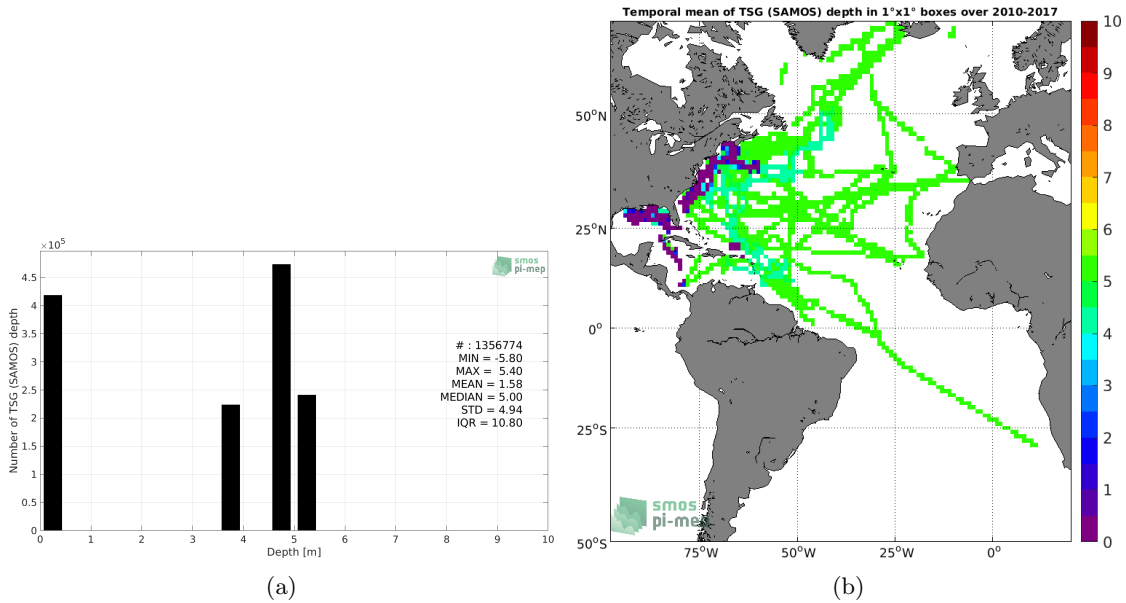 Temporal mean of TSG (SAMOS) depth in 1°x1° boxes over 2010-2017
×10⁵
4.5
4
3.5
3
2.5
2
1.5
1
0.5
0
Number of TSG (SAMOS) depth
0 1 2 3 4 5 6 7 8 9 10
Depth [m]
smos
pi-mep
# : 1356774
MIN = -5.80
MAX = 5.40
MEAN = 1.58
MEDIAN = 5.00
STD = 4.94
IQR = 10.80
(a)
50°N
25°N
0°
25°S
50°S
75°W 50°W 25°W 0°
smos
pi-mep
10
9
8
7
6
5
4
3
2
1
0
(b)